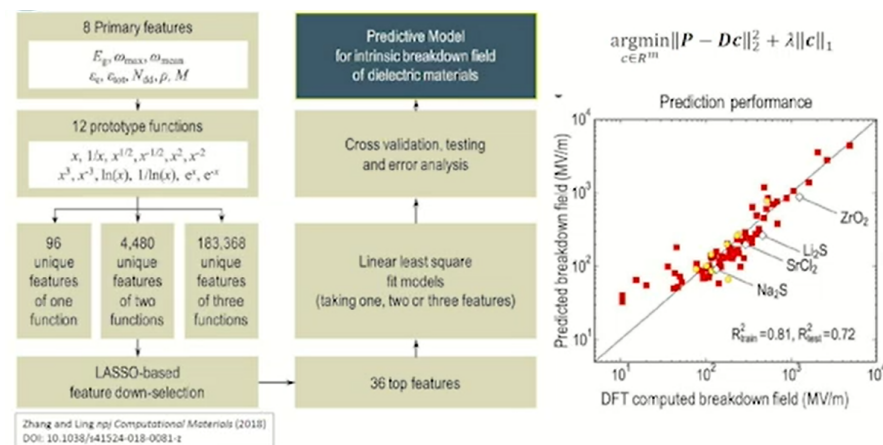 8 Primary features
E_g, ω_max, ω_mean
ε_e, ε_tot, N_dd, ρ, M
12 prototype functions
x, 1/x, x^1/2, x^-1/2, x^2, x^-2
x^3, x^-3, ln(x), 1/ln(x), e^x, e^-x
96
unique
features
of one
function
4,480
unique
features
of two
functions
183,368
unique
features
of three
functions
LASSO-based
feature down-selection
36 top features
Linear least square
fit models
(taking one, two or three features)
Cross validation, testing
and error analysis
Predictive Model
for intrinsic breakdown field
of dielectric materials
Zhang and Ling npj Computational Materials (2018)
DOI: 10.1038/s41524-018-0081-z
argmin‖P − Dc‖₂² + λ‖c‖₁
c∈R^m
Prediction performance
Predicted breakdown field (MV/m)
10^4
10^3
10^2
10^1
ZrO₂
Li₂S
SrCl₂
Na₂S
R²train=0.81, R²test=0.72
10^1 10^2 10^3 10^4
DFT computed breakdown field (MV/m)